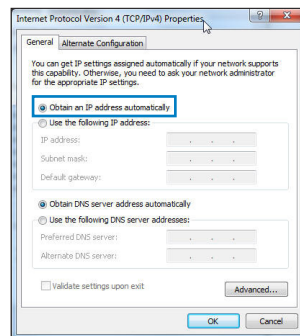 Internet Protocol Version 4 (TCP/IPv4) Properties
General
Alternate Configuration
You can get IP settings assigned automatically if your network supports
this capability. Otherwise, you need to ask your network administrator
for the appropriate IP settings.
Obtain an IP address automatically
Use the following IP address:
IP address:
Subnet mask:
Default gateway:
Obtain DNS server address automatically
Use the following DNS server addresses:
Preferred DNS server:
Alternate DNS server:
Validate settings upon exit
Advanced...
OK
Cancel